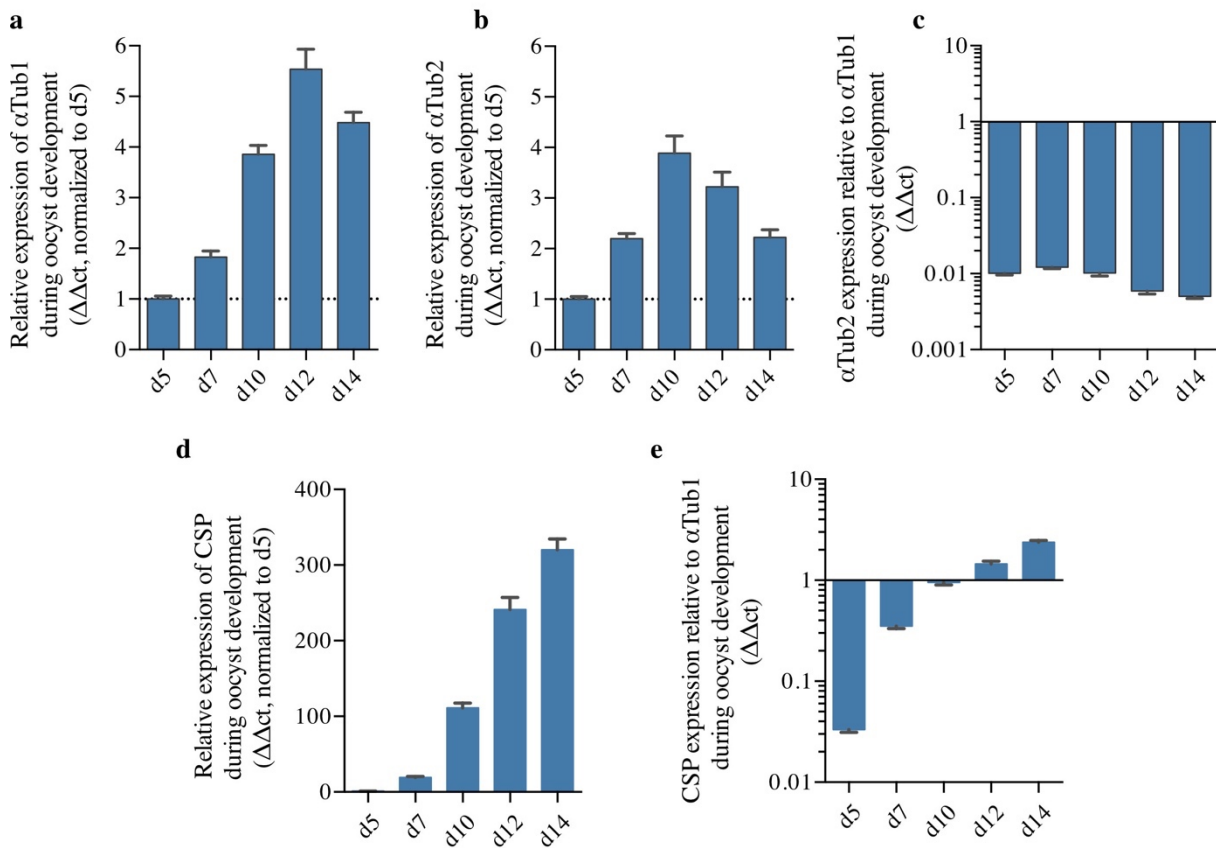 a
Relative expression of αTub1
during oocyst development
(ΔΔct, normalized to d5)
6
5
4
3
2
1
0
d5 d7 d10 d12 d14
b
Relative expression of αTub2
during oocyst development
(ΔΔct, normalized to d5)
6
5
4
3
2
1
0
d5 d7 d10 d12 d14
c
αTub2 expression relative to αTub1
during oocyst development
(ΔΔct)
10
1
0.1
0.01
0.001
d5 d7 d10 d12 d14
d
Relative expression of CSP
during oocyst development
(ΔΔct, normalized to d5)
400
300
200
100
0
d5 d7 d10 d12 d14
e
CSP expression relative to αTub1
during oocyst development
(ΔΔct)
10
1
0.1
0.01
d5 d7 d10 d12 d14